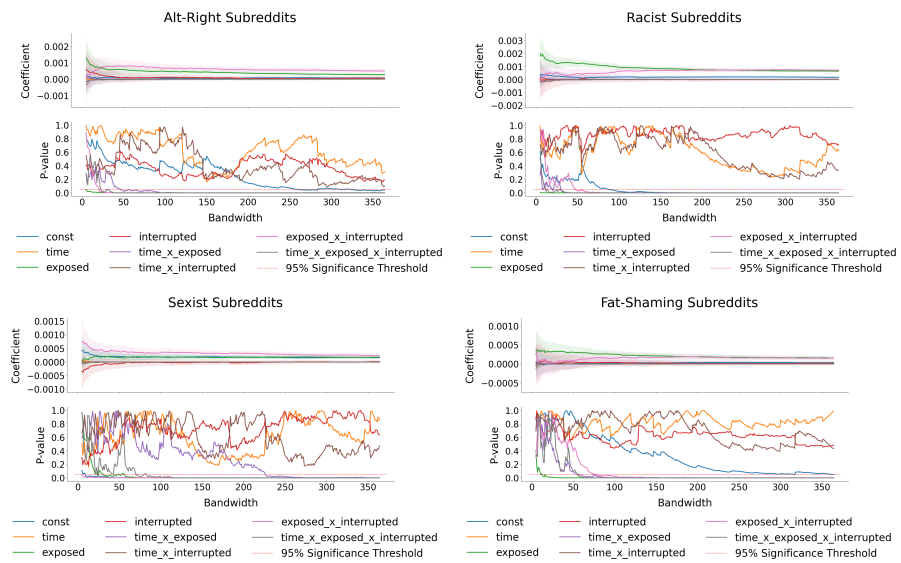 Alt-Right Subreddits
Coefficient
0.002
0.001
0.000
−0.001
P-value
1.0
0.8
0.6
0.4
0.2
0.0
0 50 100 150 200 250 300 350
Bandwidth
const interrupted exposed_x_interrupted
time time_x_exposed time_x_exposed_x_interrupted
exposed time_x_interrupted 95% Significance Threshold
Racist Subreddits
Coefficient
0.003
0.002
0.001
0.000
−0.001
−0.002
P-value
1.0
0.8
0.6
0.4
0.2
0.0
0 50 100 150 200 250 300 350
Bandwidth
const interrupted exposed_x_interrupted
time time_x_exposed time_x_exposed_x_interrupted
exposed time_x_interrupted 95% Significance Threshold
Sexist Subreddits
Coefficient
0.0015
0.0010
0.0005
0.0000
−0.0005
−0.0010
P-value
1.0
0.8
0.6
0.4
0.2
0.0
0 50 100 150 200 250 300 350
Bandwidth
const interrupted exposed_x_interrupted
time time_x_exposed time_x_exposed_x_interrupted
exposed time_x_interrupted 95% Significance Threshold
Fat-Shaming Subreddits
Coefficient
0.0010
0.0005
0.0000
−0.0005
P-value
1.0
0.8
0.6
0.4
0.2
0.0
0 50 100 150 200 250 300 350
Bandwidth
const interrupted exposed_x_interrupted
time time_x_exposed time_x_exposed_x_interrupted
exposed time_x_interrupted 95% Significance Threshold